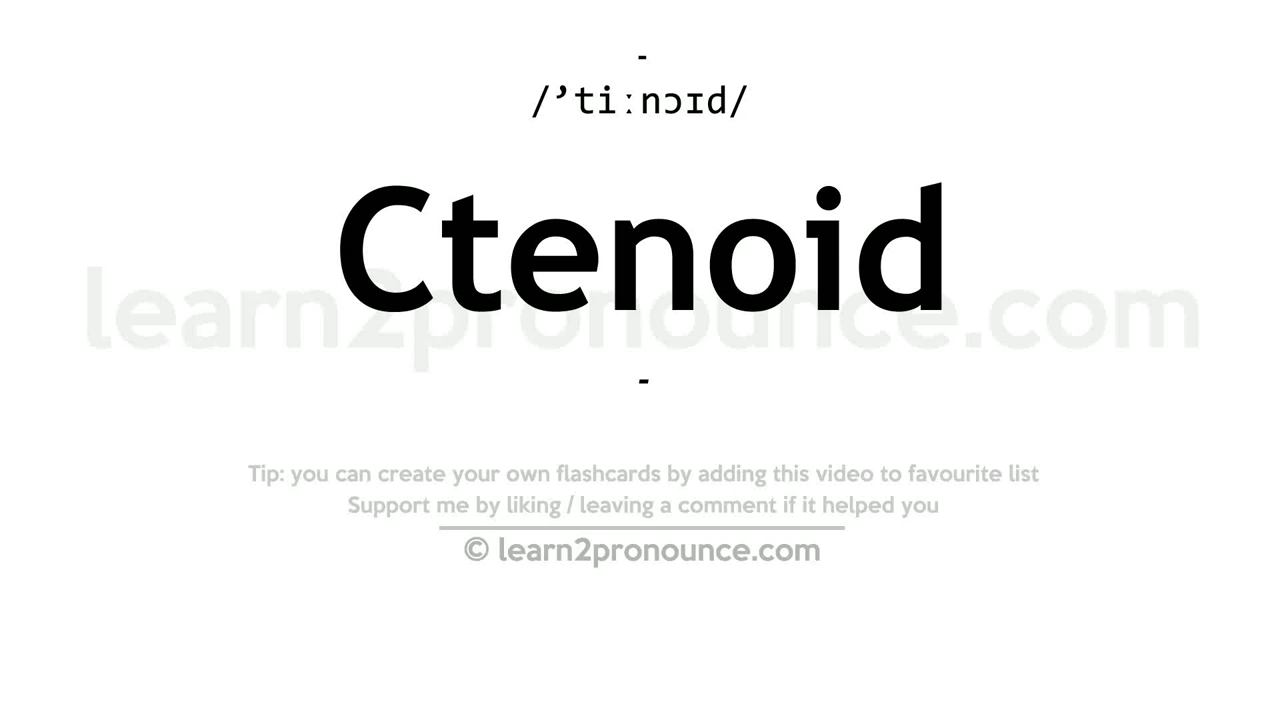 -
/’tiːnɔɪd/
Ctenoid
learn2pronounce.com
-
Tip: you can create your own flashcards by adding this video to favourite list
Support me by liking / leaving a comment if it helped you
© learn2pronounce.com